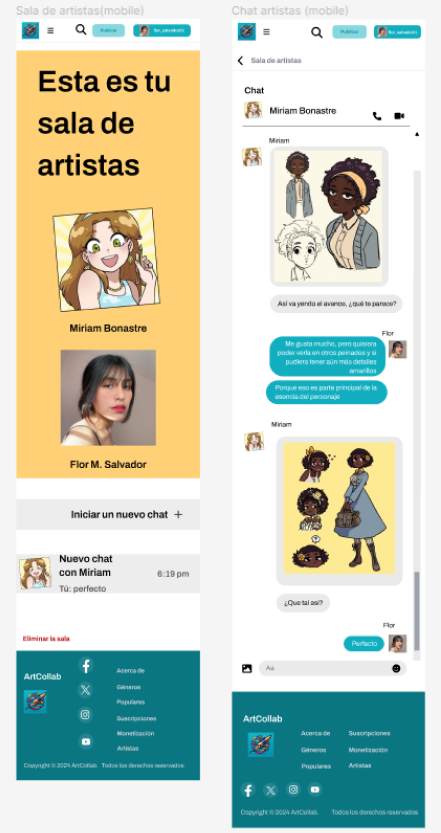 Sala de artistas(mobile)
Publicar
flor_salvador01
Esta es tu
sala de
artistas
Miriam Bonastre
Flor M. Salvador
Iniciar un nuevo chat +
Nuevo chat
con Miriam
6:19 pm
Tú: perfecto
Eliminar la sala
ArtCollab
Acerca de
Géneros
Populares
Suscripciones
Monetización
Artistas
Copyright © 2024 ArtCollab
Todos los derechos reservados
Chat artistas (mobile)
Publicar
flor_salvador01
Sala de artistas
Chat
Miriam Bonastre
Miriam
Así va yendo el avance, ¿qué te parece?
Flor
Me gusta mucho, pero quisiera
poder verla en otros peinados y si
pudiera tener aún más detalles
amarillos
Porque eso es parte principal de la
esencia del personaje
Miriam
¿Que tal así?
Flor
Perfecto
Aa
ArtCollab
Acerca de
Suscripciones
Géneros
Monetización
Populares
Artistas
Copyright © 2024 ArtCollab.
Todos los derechos reservados